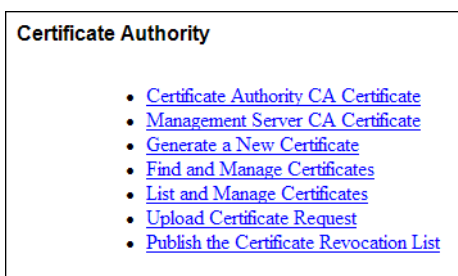 Certificate Authority
Certificate Authority CA Certificate
Management Server CA Certificate
Generate a New Certificate
Find and Manage Certificates
List and Manage Certificates
Upload Certificate Request
Publish the Certificate Revocation List